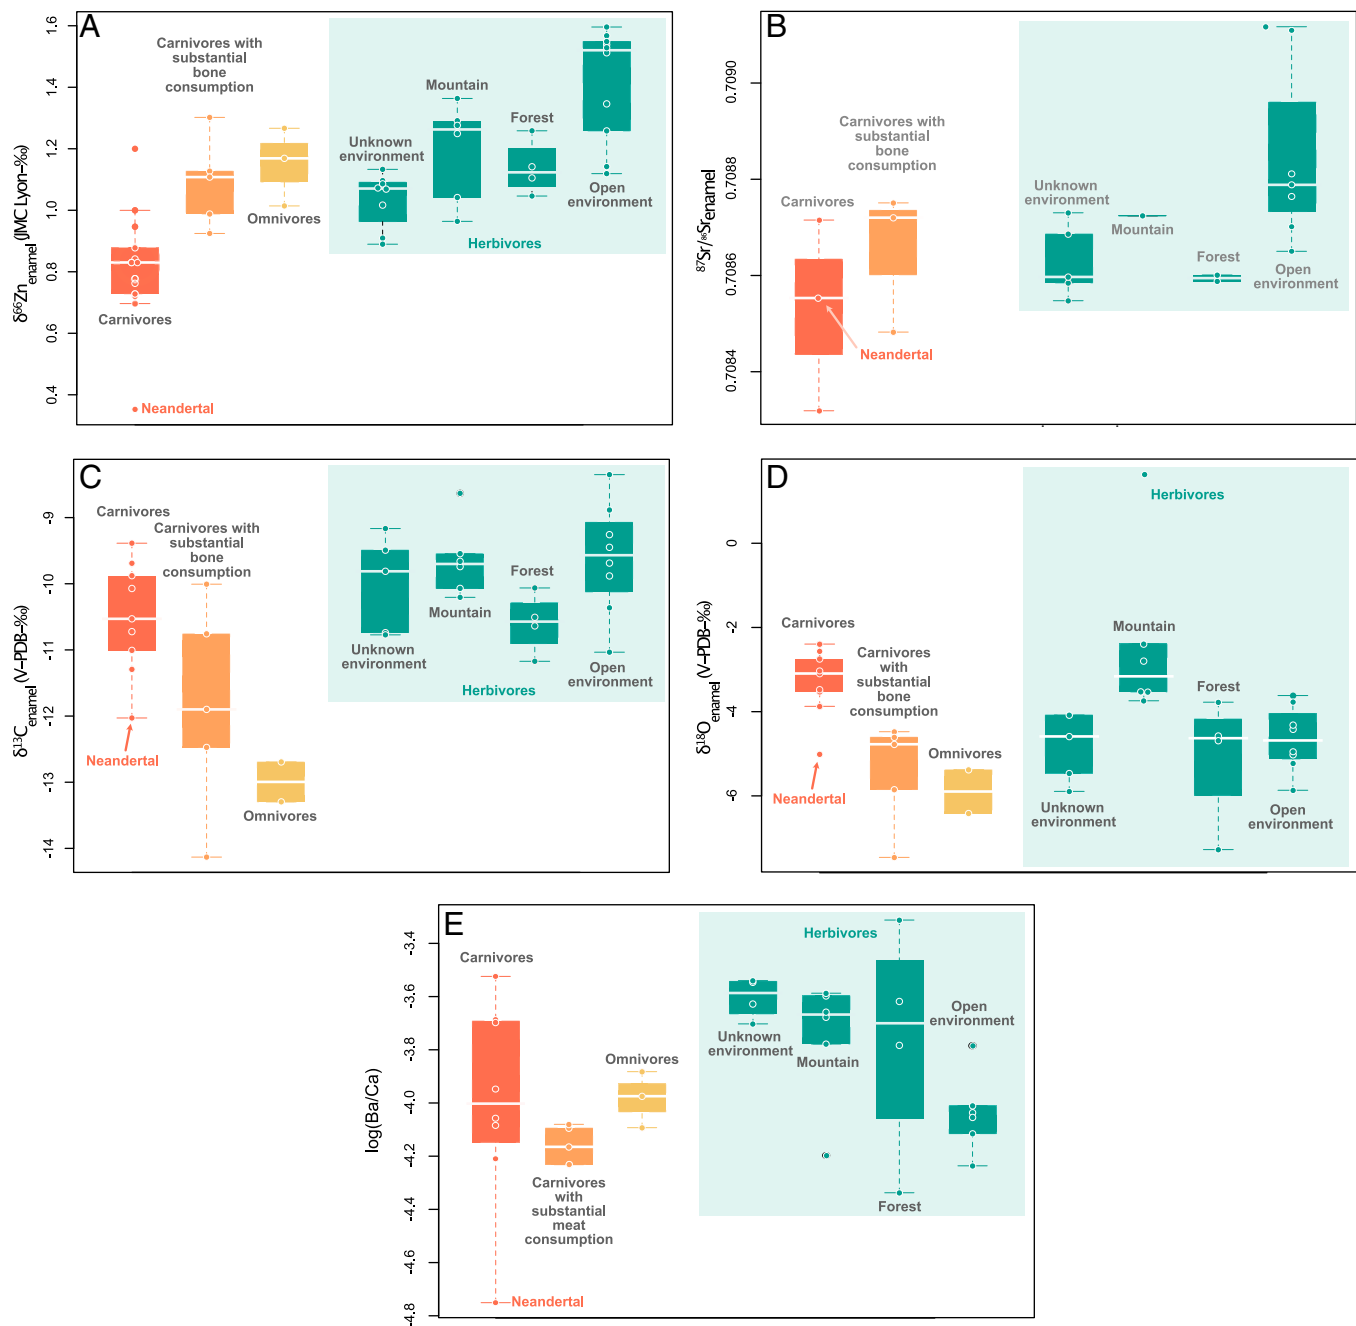 A
Carnivores with
substantial
bone
consumption
Mountain
Forest
Unknown
environment
Omnivores
Open
environment
Herbivores
Carnivores
Neandertal
δ66Znenamel (JMC Lyon-‰)
1.6
1.4
1.2
1.0
0.8
0.6
0.4
B
Carnivores with
substantial
bone
consumption
Carnivores
Unknown
environment
Mountain
Forest
Open
environment
Neandertal
87Sr/86Srenamel
0.7090
0.7088
0.7086
0.7084
C
Carnivores
Carnivores with
substantial
bone
consumption
Forest
Mountain
Unknown
environment
Open
environment
Herbivores
Neandertal
Omnivores
δ13Cenamel (V-PDB-‰)
-9
-10
-11
-12
-13
-14
D
Herbivores
Mountain
Carnivores
Carnivores
with
substantial
bone
consumption
Forest
Omnivores
Neandertal
Unknown
environment
Open
environment
δ18Oenamel (V-PDB-‰)
0
-2
-4
-6
E
Carnivores
Herbivores
Open
environment
Unknown
environment
Mountain
Omnivores
Carnivores
with
substantial
meat
consumption
Forest
Neandertal
log(Ba/Ca)
-3.4
-3.6
-3.8
-4.0
-4.2
-4.4
-4.6
-4.8